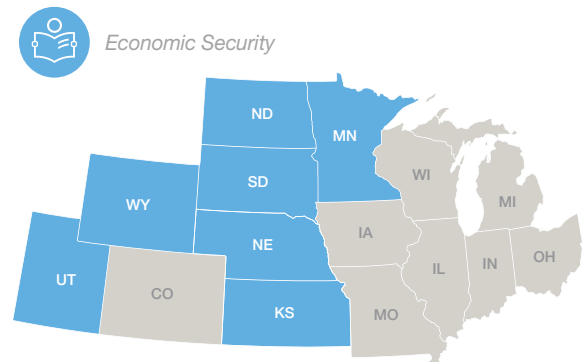 Economic Security
ND
MN
WI
SD
MI
WY
IA
NE
OH
IN
IL
UT
CO
KS
MO